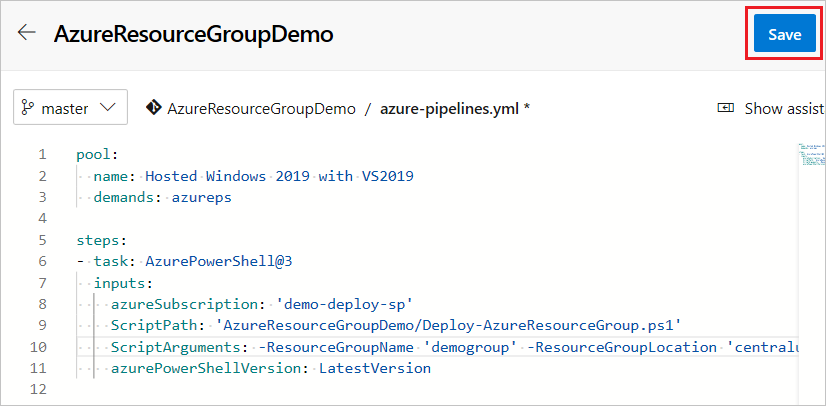 AzureResourceGroupDemo
Save
master
AzureResourceGroupDemo / azure-pipelines.yml *
Show assist
1 pool:
2 name: Hosted Windows 2019 with VS2019
3 demands: azureps
4
5 steps:
6 - task: AzurePowerShell@3
7 inputs:
8 azureSubscription: 'demo-deploy-sp'
9 ScriptPath: 'AzureResourceGroupDemo/Deploy-AzureResourceGroup.ps1'
10 ScriptArguments: -ResourceGroupName 'demogroup' -ResourceGroupLocation 'centralu
11 azurePowerShellVersion: LatestVersion
12